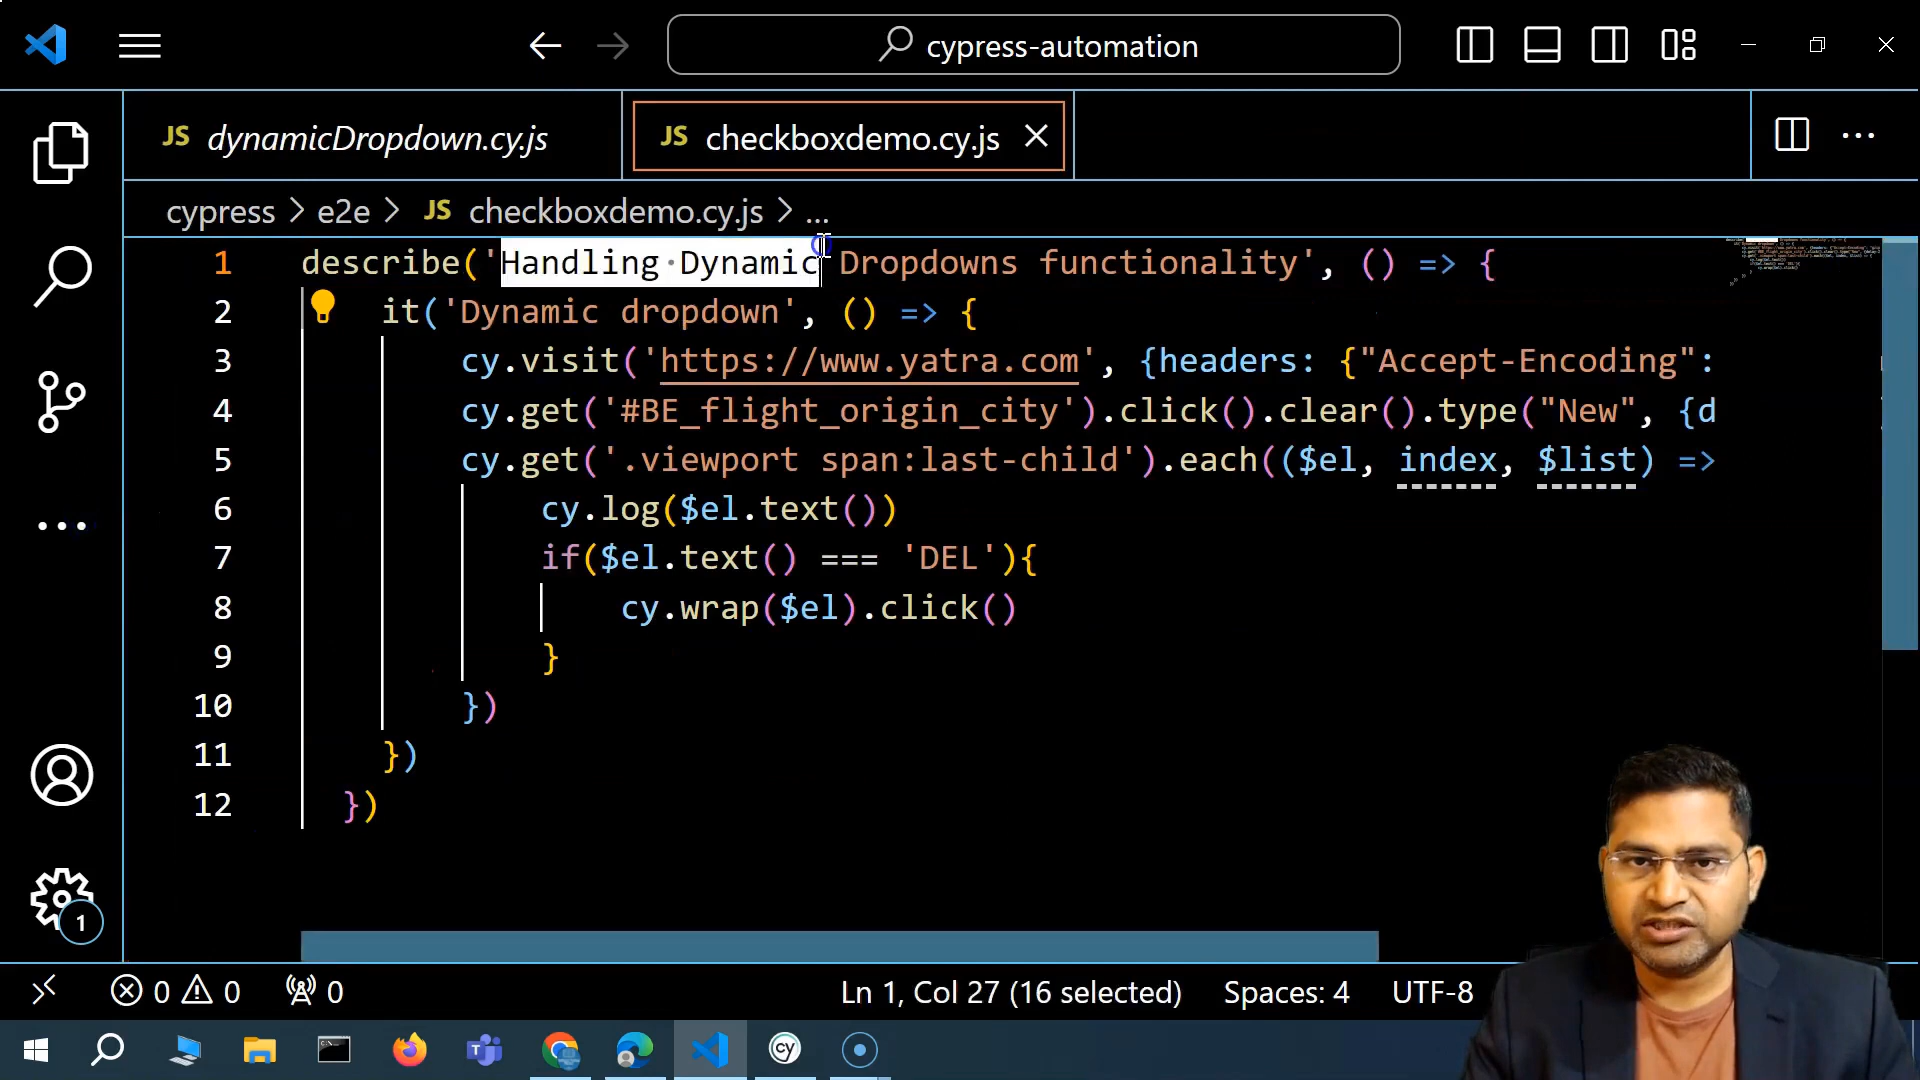 cypress-automation
JS dynamicDropdown.cy.js
JS checkboxdemo.cy.js
cypress > e2e > JS checkboxdemo.cy.js > ...
1 describe('Handling·Dynamic Dropdowns functionality', () => {
2 it('Dynamic dropdown', () => {
3 cy.visit('https://www.yatra.com', {headers: {"Accept-Encoding":
4 cy.get('#BE_flight_origin_city').click().clear().type("New", {d
5 cy.get('.viewport span:last-child').each(($el, index, $list) =>
6 cy.log($el.text())
7 if($el.text() === 'DEL'){
8 cy.wrap($el).click()
9 }
10 })
11 })
12 })
1
0 0 0
Ln 1, Col 27 (16 selected) Spaces: 4 UTF-8
cy